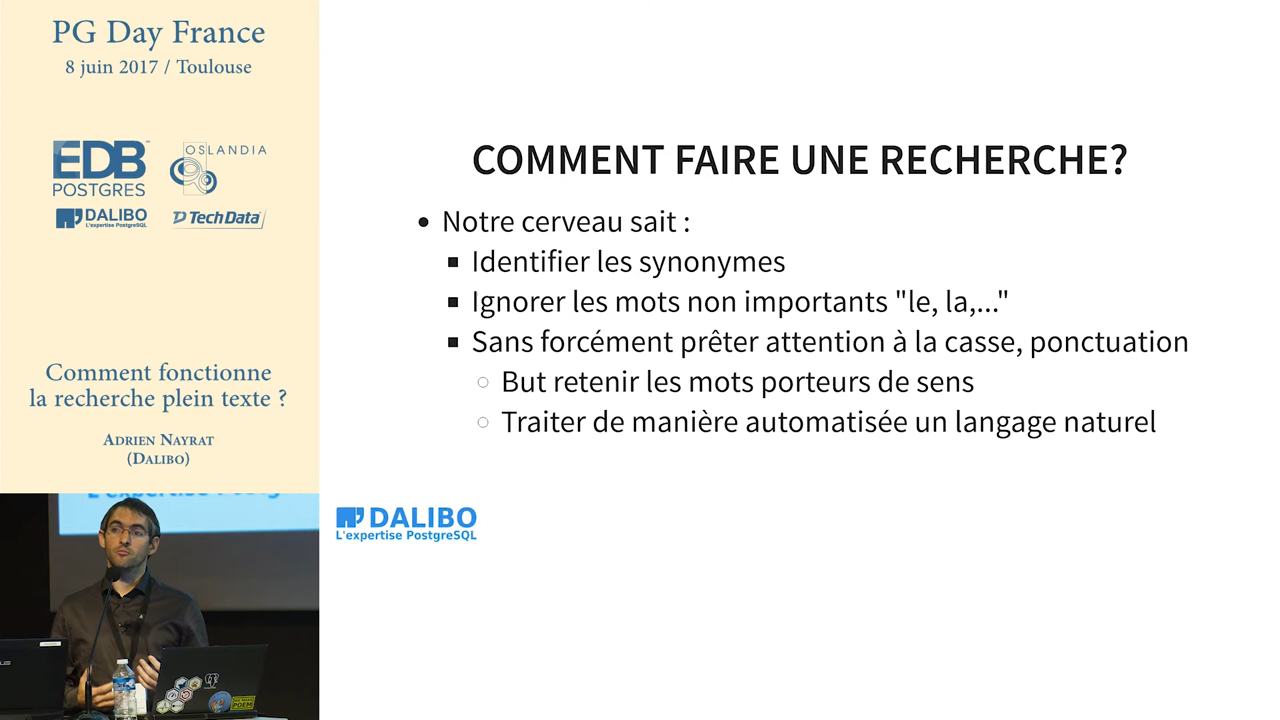 PG Day France
8 juin 2017 / Toulouse
EDB
POSTGRES
OSLANDIA
DALIBO
L'expertise PostgreSQL
Tech Data
Comment fonctionne
la recherche plein texte ?
ADRIEN NAYRAT
(DALIBO)
COMMENT FAIRE UNE RECHERCHE?
Notre cerveau sait :
Identifier les synonymes
Ignorer les mots non importants "le, la,..."
Sans forcément prêter attention à la casse, ponctuation
But retenir les mots porteurs de sens
Traiter de manière automatisée un langage naturel
DALIBO
L'expertise PostgreSQL